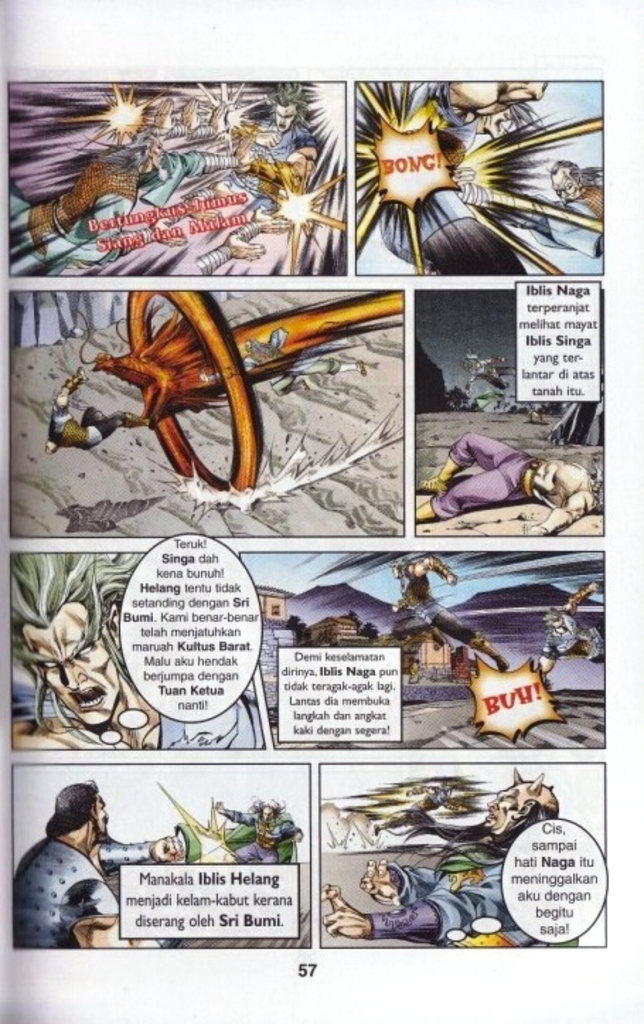 Bertungkus-lumus
Siang dan Malam
BONG!
Iblis Naga
terperanjat
melihat mayat
Iblis Singa
yang ter-
lantar di atas
tanah itu.
Teruk!
Singa dah
kena bunuh!
Helang tentu tidak
setanding dengan Sri
Bumi. Kami benar-benar
telah menjatuhkan
maruah Kultus Barat.
Malu aku hendak
berjumpa dengan
Tuan Ketua
nanti!
Demi keselamatan
dirinya, Iblis Naga pun
tidak teragak-agak lagi.
Lantas dia membuka
langkah dan angkat
kaki dengan segera!
BUH!
Manakala Iblis Helang
menjadi kelam-kabut kerana
diserang oleh Sri Bumi.
Cis,
sampai
hati Naga itu
meninggalkan
aku dengan
begitu
saja!
57